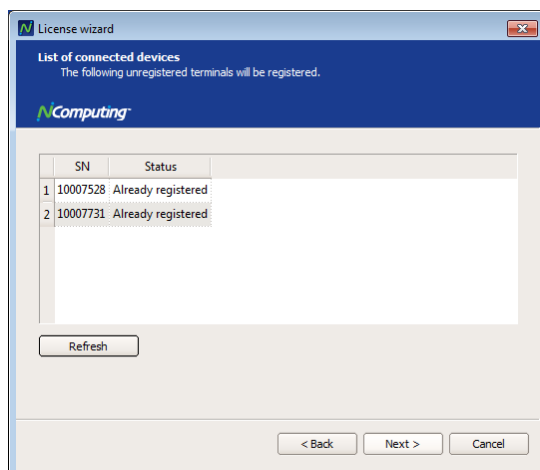 License wizard
List of connected devices
The following unregistered terminals will be registered.
NComputing
SN Status
1 10007528 Already registered
2 10007731 Already registered
Refresh
< Back Next > Cancel